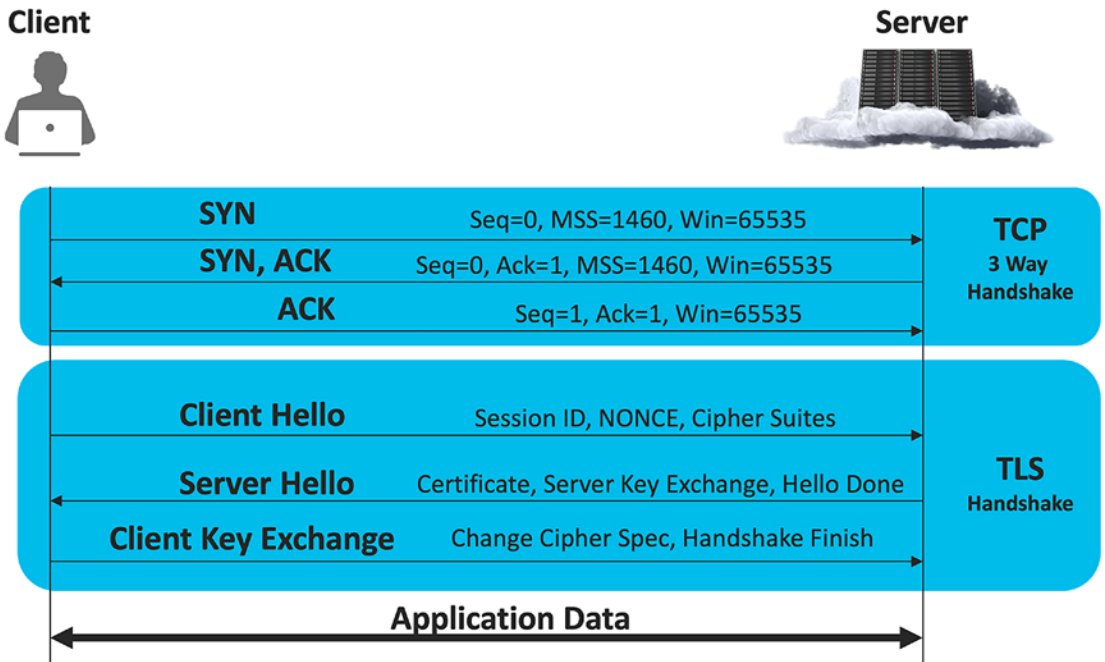 Client
Server
SYN
Seq=0, MSS=1460, Win=65535
SYN, ACK
Seq=0, Ack=1, MSS=1460, Win=65535
ACK
Seq=1, Ack=1, Win=65535
TCP
3 Way
Handshake
Client Hello
Session ID, NONCE, Cipher Suites
Server Hello
Certificate, Server Key Exchange, Hello Done
Client Key Exchange
Change Cipher Spec, Handshake Finish
TLS
Handshake
Application Data